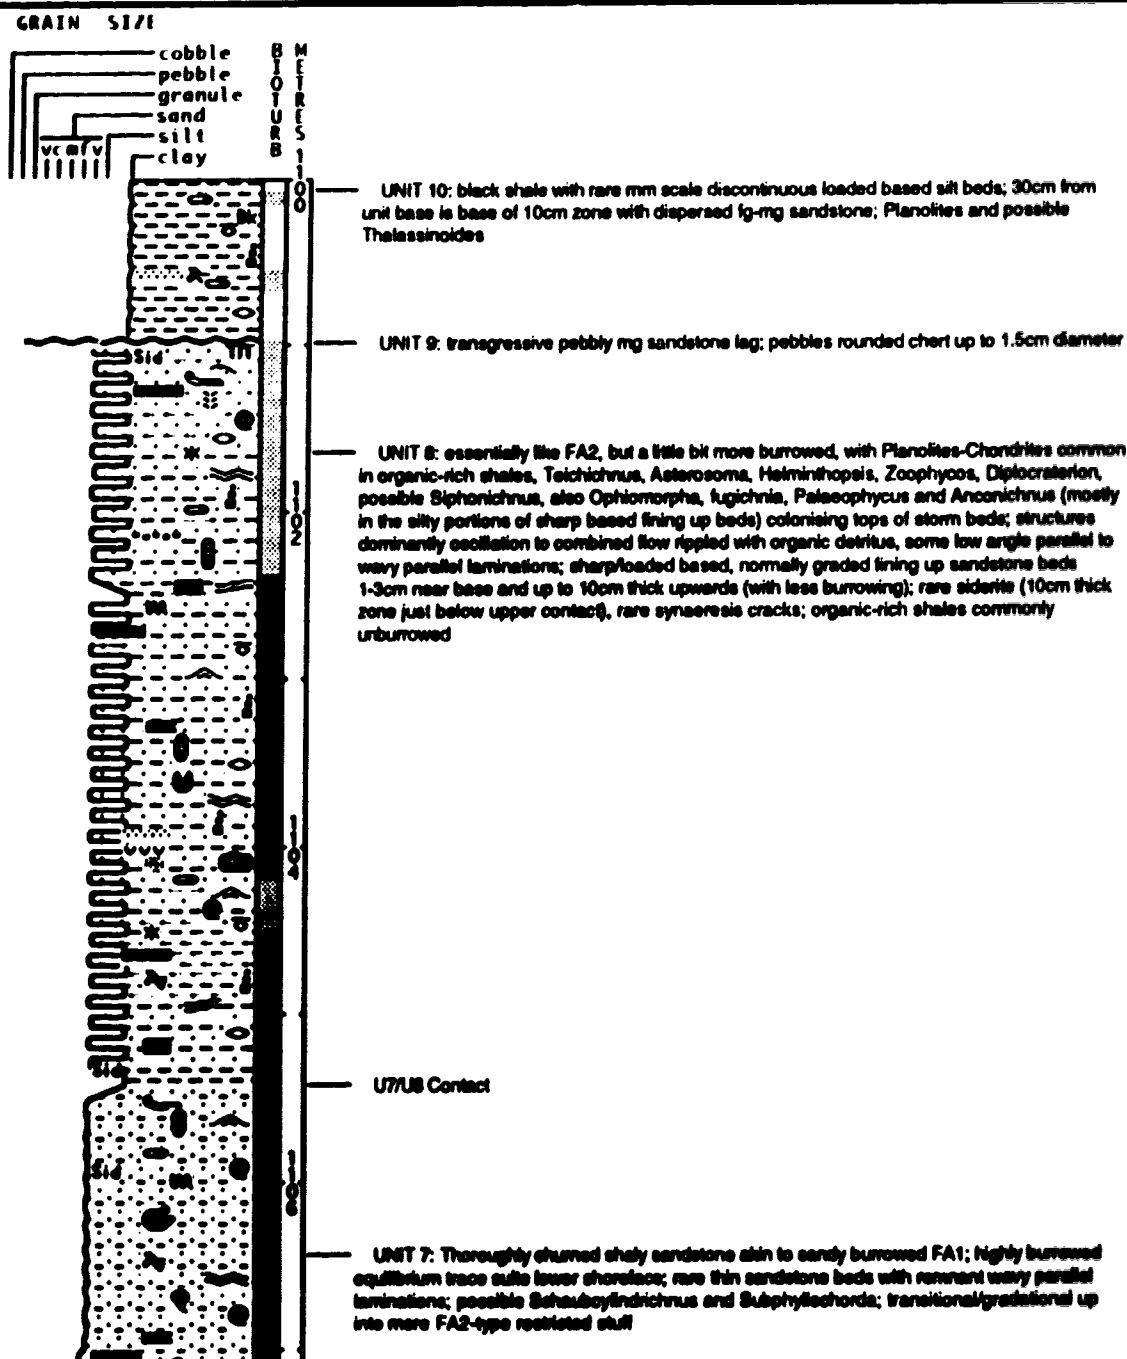 GRAIN SIZE
cobble
pebble
granule
sand
silt
vc m f v
clay
BIOTURB
METRES
1100
UNIT 10: black shale with rare mm scale discontinuous loaded based silt beds; 30cm from
unit base is base of 10cm zone with dispersed fg-mg sandstone; Planolites and possible
Thalassinoides
UNIT 9: transgressive pebbly mg sandstone lag; pebbles rounded chert up to 1.5cm diameter
Sid
UNIT 8: essentially like FA2, but a little bit more burrowed, with Planolites-Chondrites common
in organic-rich shales, Teichichnus, Asterosoma, Helminthopsis, Zoophycos, Diplocraterion,
possible Siphonichnus, also Ophiomorpha, fugichnia, Palaeophycus and Anconichnus (mostly
in the silty portions of sharp based fining up beds) colonising tops of storm beds; structures
dominantly oscillation to combined flow rippled with organic detritus, some low angle parallel to
wavy parallel laminations; sharp/loaded based, normally graded fining up sandstone beds
1-3cm near base and up to 10cm thick upwards (with less burrowing); rare siderite (10cm thick
zone just below upper contact), rare synaeresis cracks; organic-rich shales commonly
unburrowed
1102
1104
Sid
U7/U8 Contact
Sid
1106
UNIT 7: Thoroughly churned shaly sandstone akin to sandy burrowed FA1; highly burrowed
equilibrium trace suite lower shoreface; rare thin sandstone beds with remnant wavy parallel
laminations; possible Schaubcylindrichnus and Subphyllochorda; transitional/gradational up
into more FA2-type restricted stuff